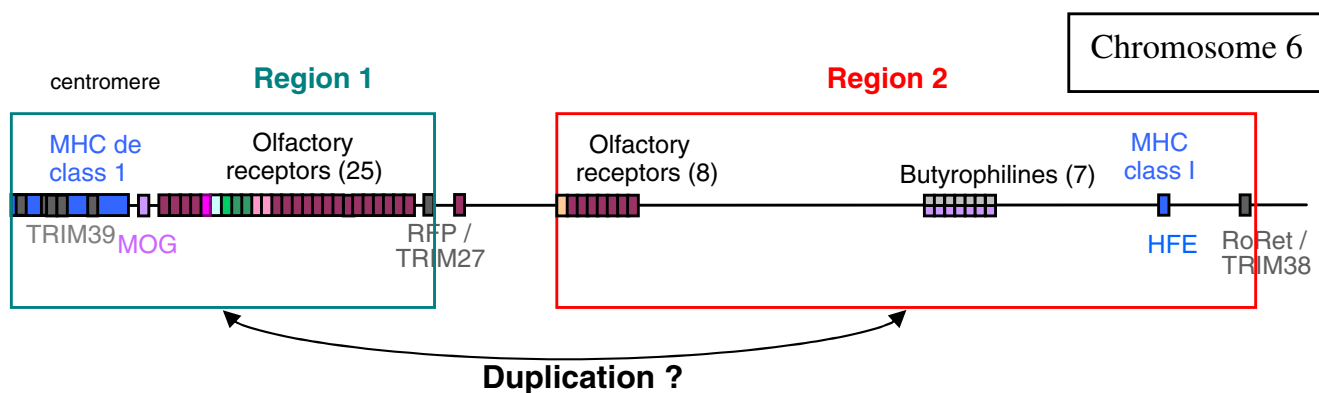 Chromosome 6
centromere
Region 1
Region 2
MHC de
class 1
Olfactory
receptors (25)
Olfactory
receptors (8)
Butyrophilines (7)
MHC
class I
TRIM39
MOG
RFP /
TRIM27
HFE
RoRet /
TRIM38
Duplication ?